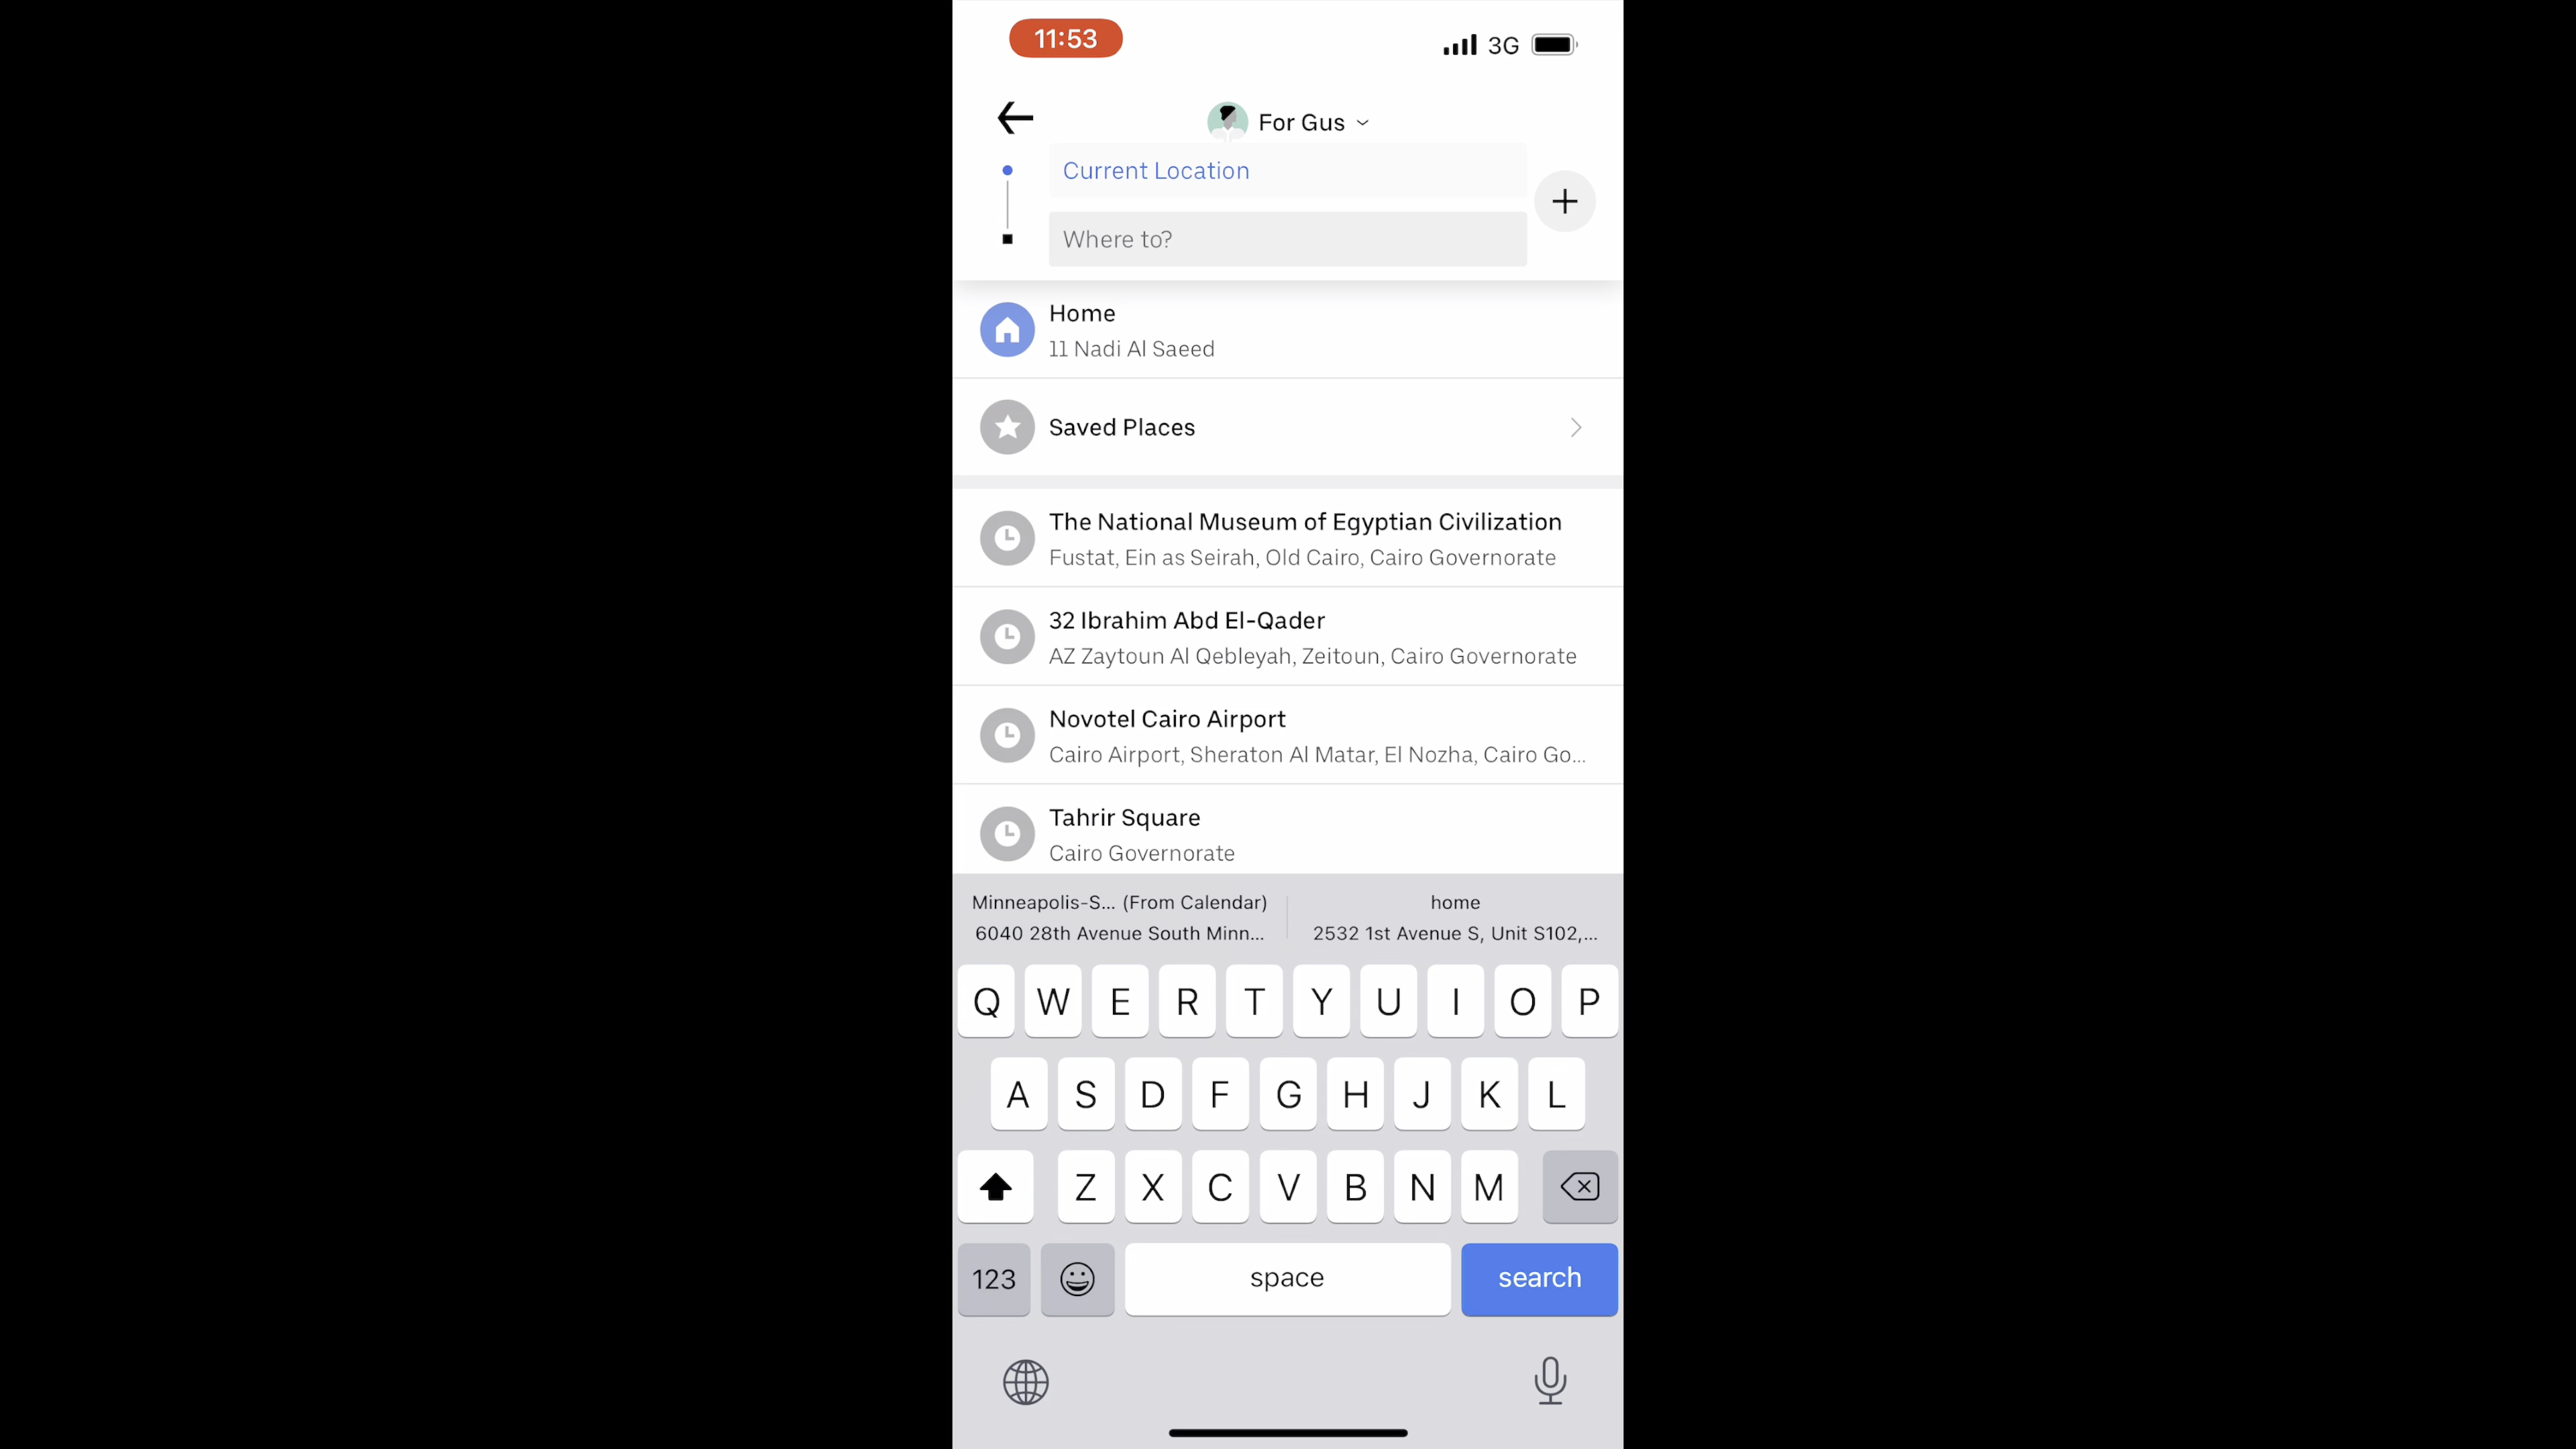 11:53
3G
For Gus
Current Location
Where to?
Home
11 Nadi Al Saeed
Saved Places
The National Museum of Egyptian Civilization
Fustat, Ein as Seirah, Old Cairo, Cairo Governorate
32 Ibrahim Abd El-Qader
AZ Zaytoun Al Qebleyah, Zeitoun, Cairo Governorate
Novotel Cairo Airport
Cairo Airport, Sheraton Al Matar, El Nozha, Cairo Go...
Tahrir Square
Cairo Governorate
Minneapolis-S... (From Calendar)
6040 28th Avenue South Minn...
home
2532 1st Avenue S, Unit S102,...
Q W E R T Y U I O P
A S D F G H J K L
Z X C V B N M
123 space search